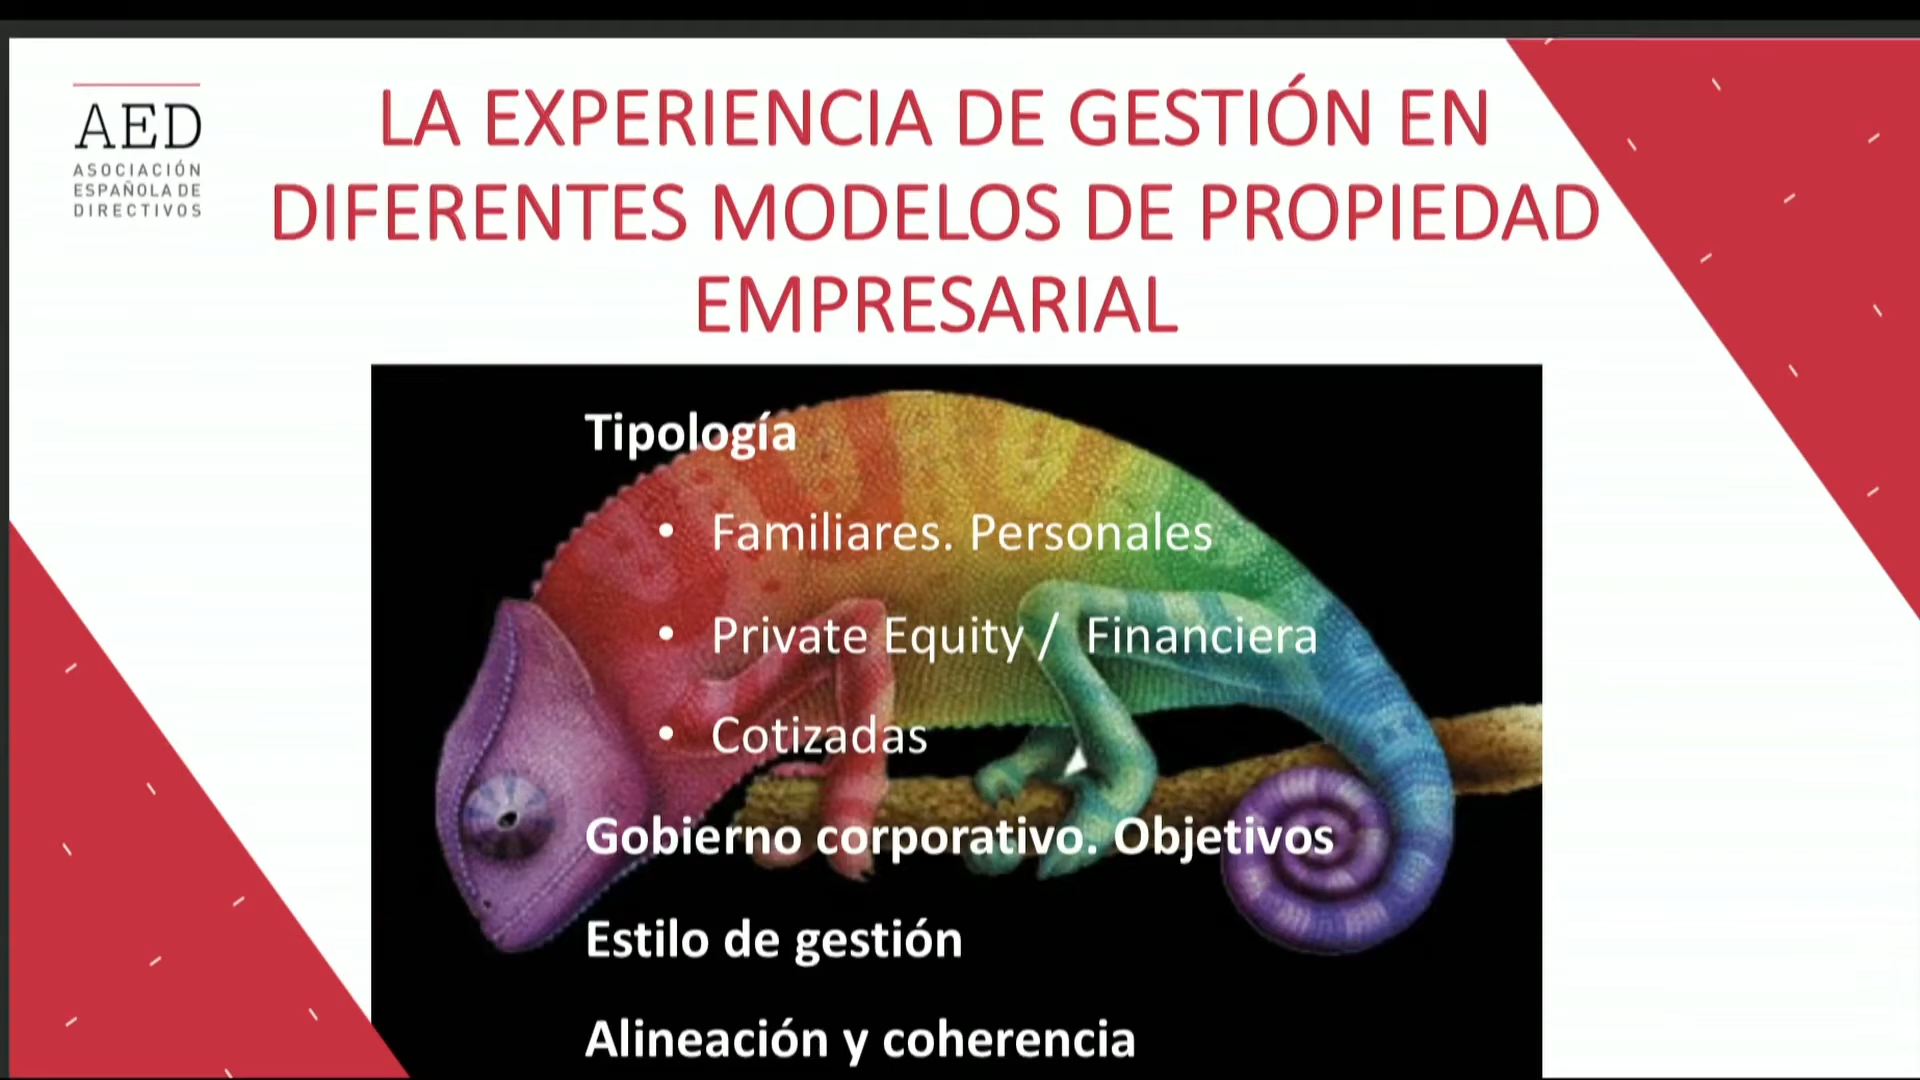 AED
ASOCIACIÓN
ESPAÑOLA DE
DIRECTIVOS
LA EXPERIENCIA DE GESTIÓN EN
DIFERENTES MODELOS DE PROPIEDAD
EMPRESARIAL
Tipología
• Familiares. Personales
• Private Equity / Financiera
• Cotizadas
Gobierno corporativo. Objetivos
Estilo de gestión
Alineación y coherencia